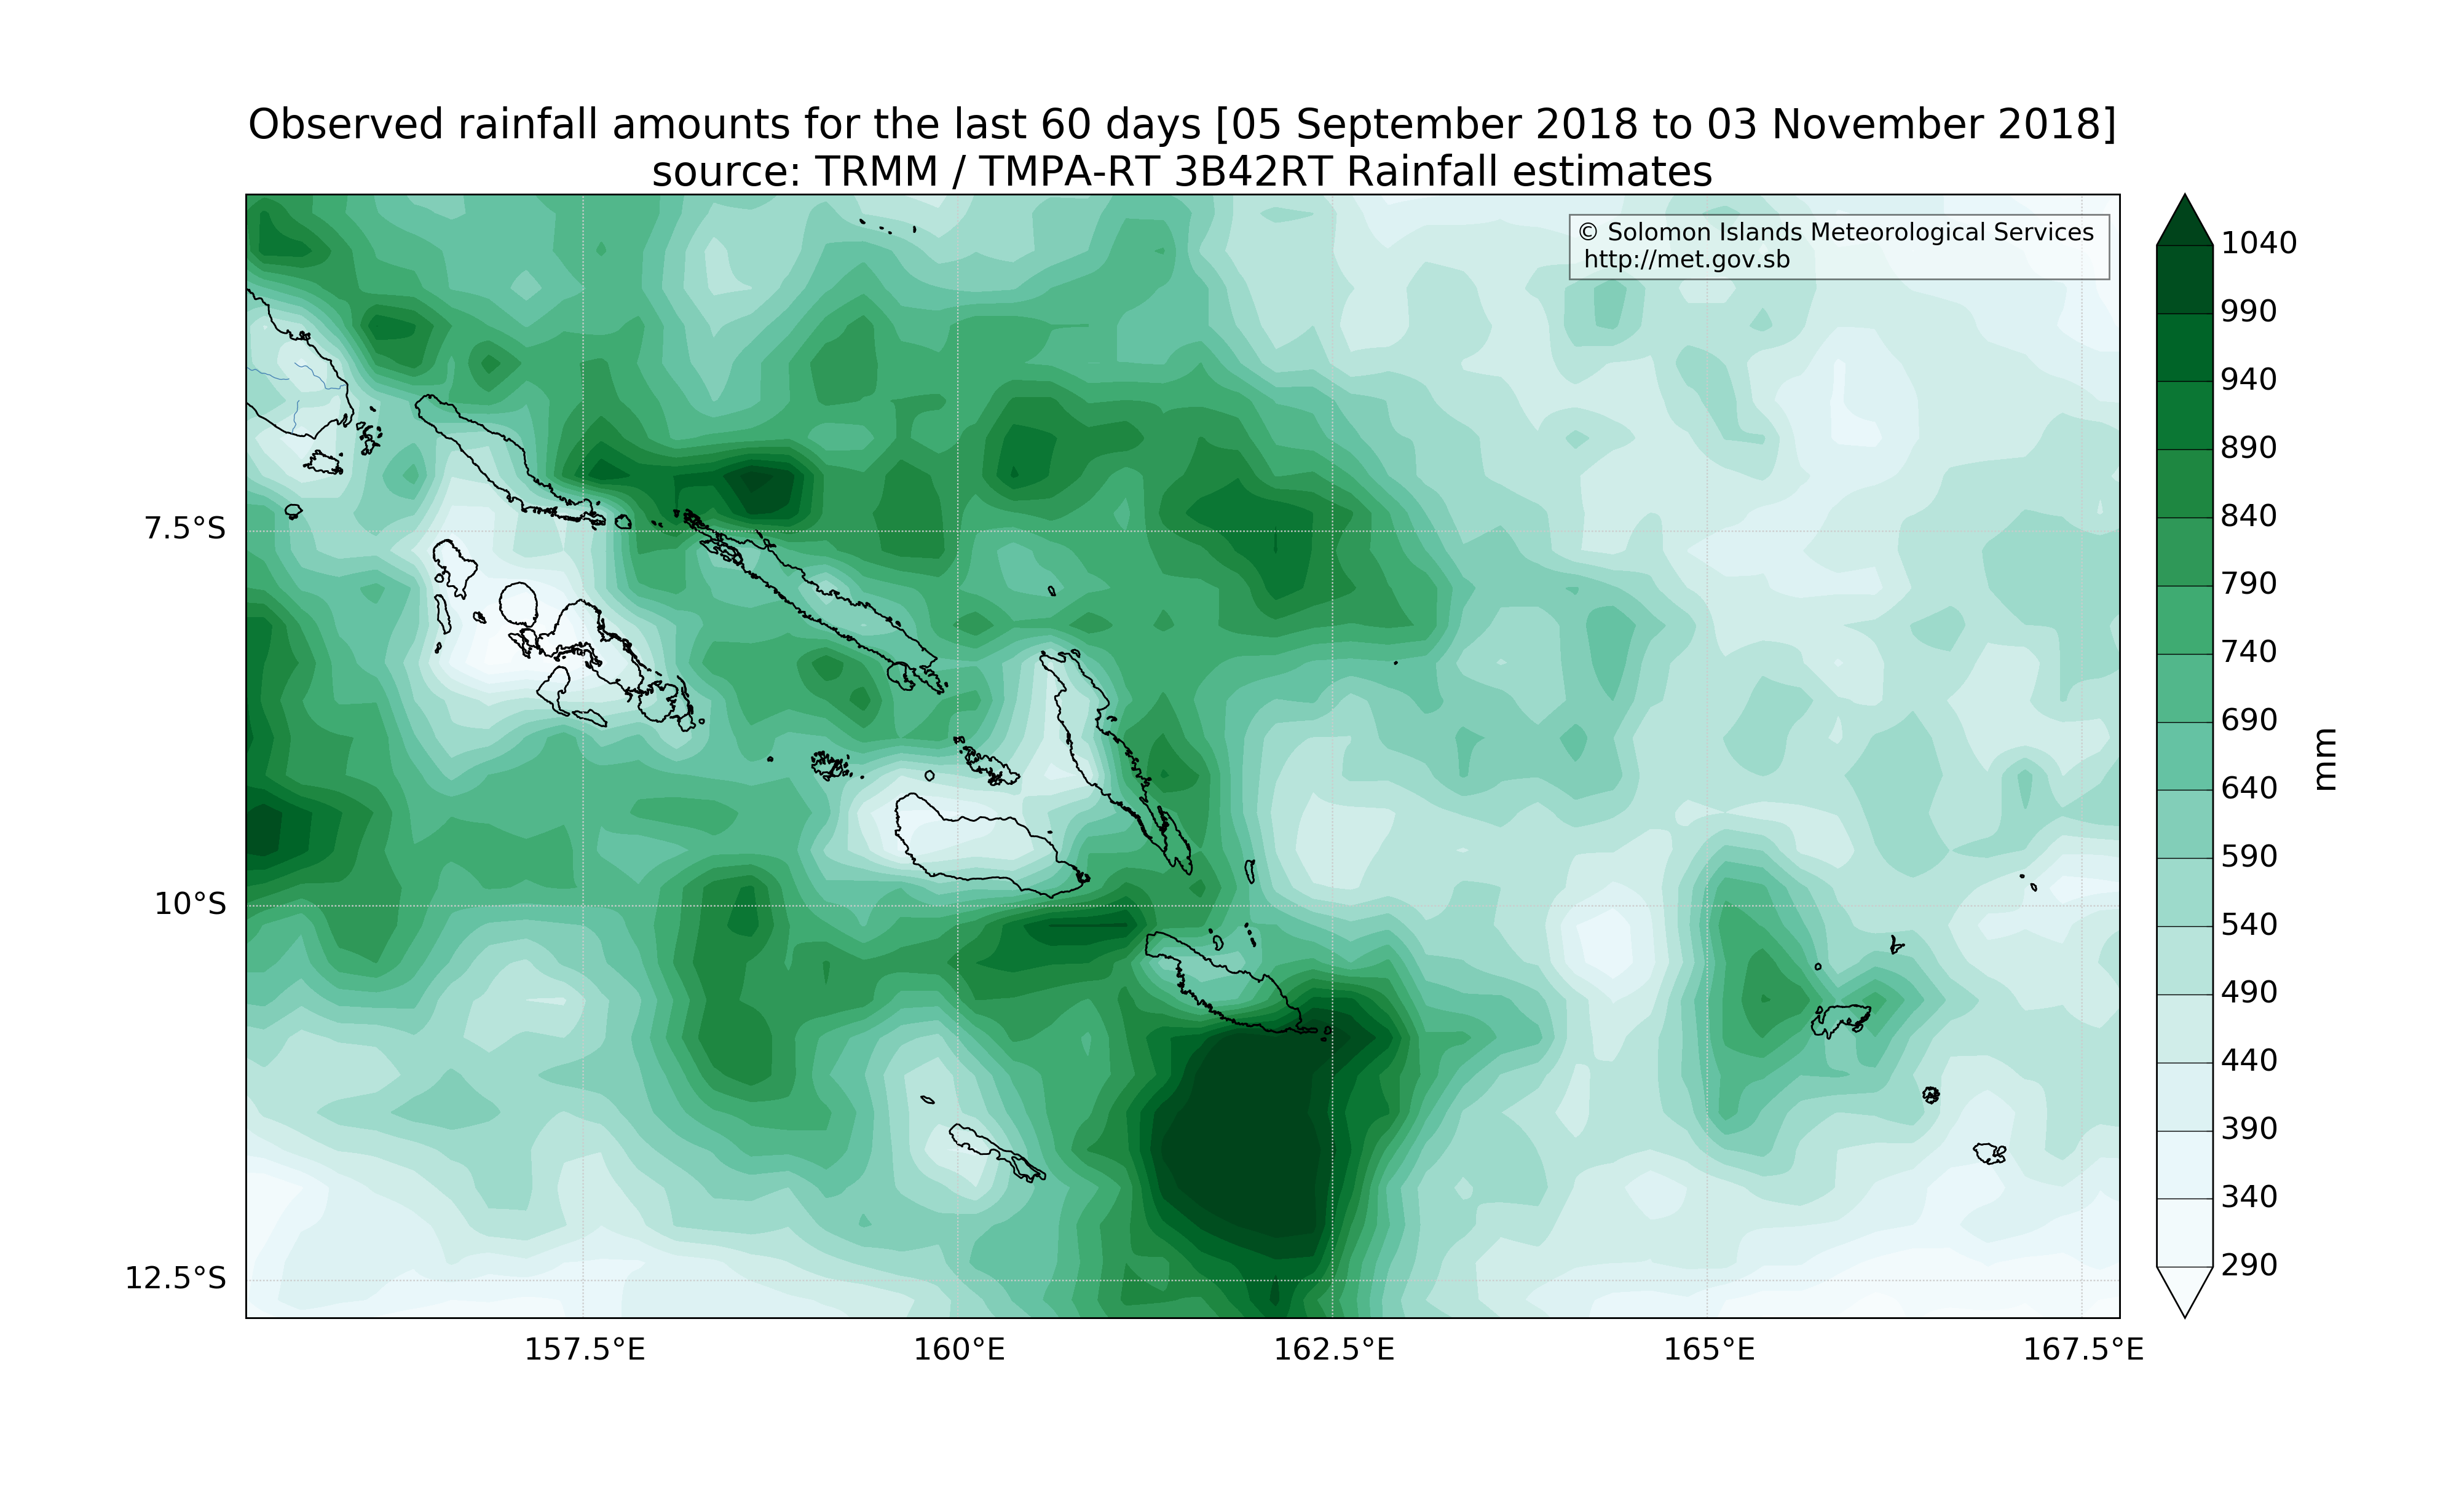 Observed rainfall amounts for the last 60 days [05 September 2018 to 03 November 2018]
source: TRMM / TMPA-RT 3B42RT Rainfall estimates
© Solomon Islands Meteorological Services
http://met.gov.sb
7.5°S
10°S
12.5°S
157.5°E
160°E
162.5°E
165°E
167.5°E
1040
990
940
890
840
790
740
690
640
590
540
490
440
390
340
290
mm